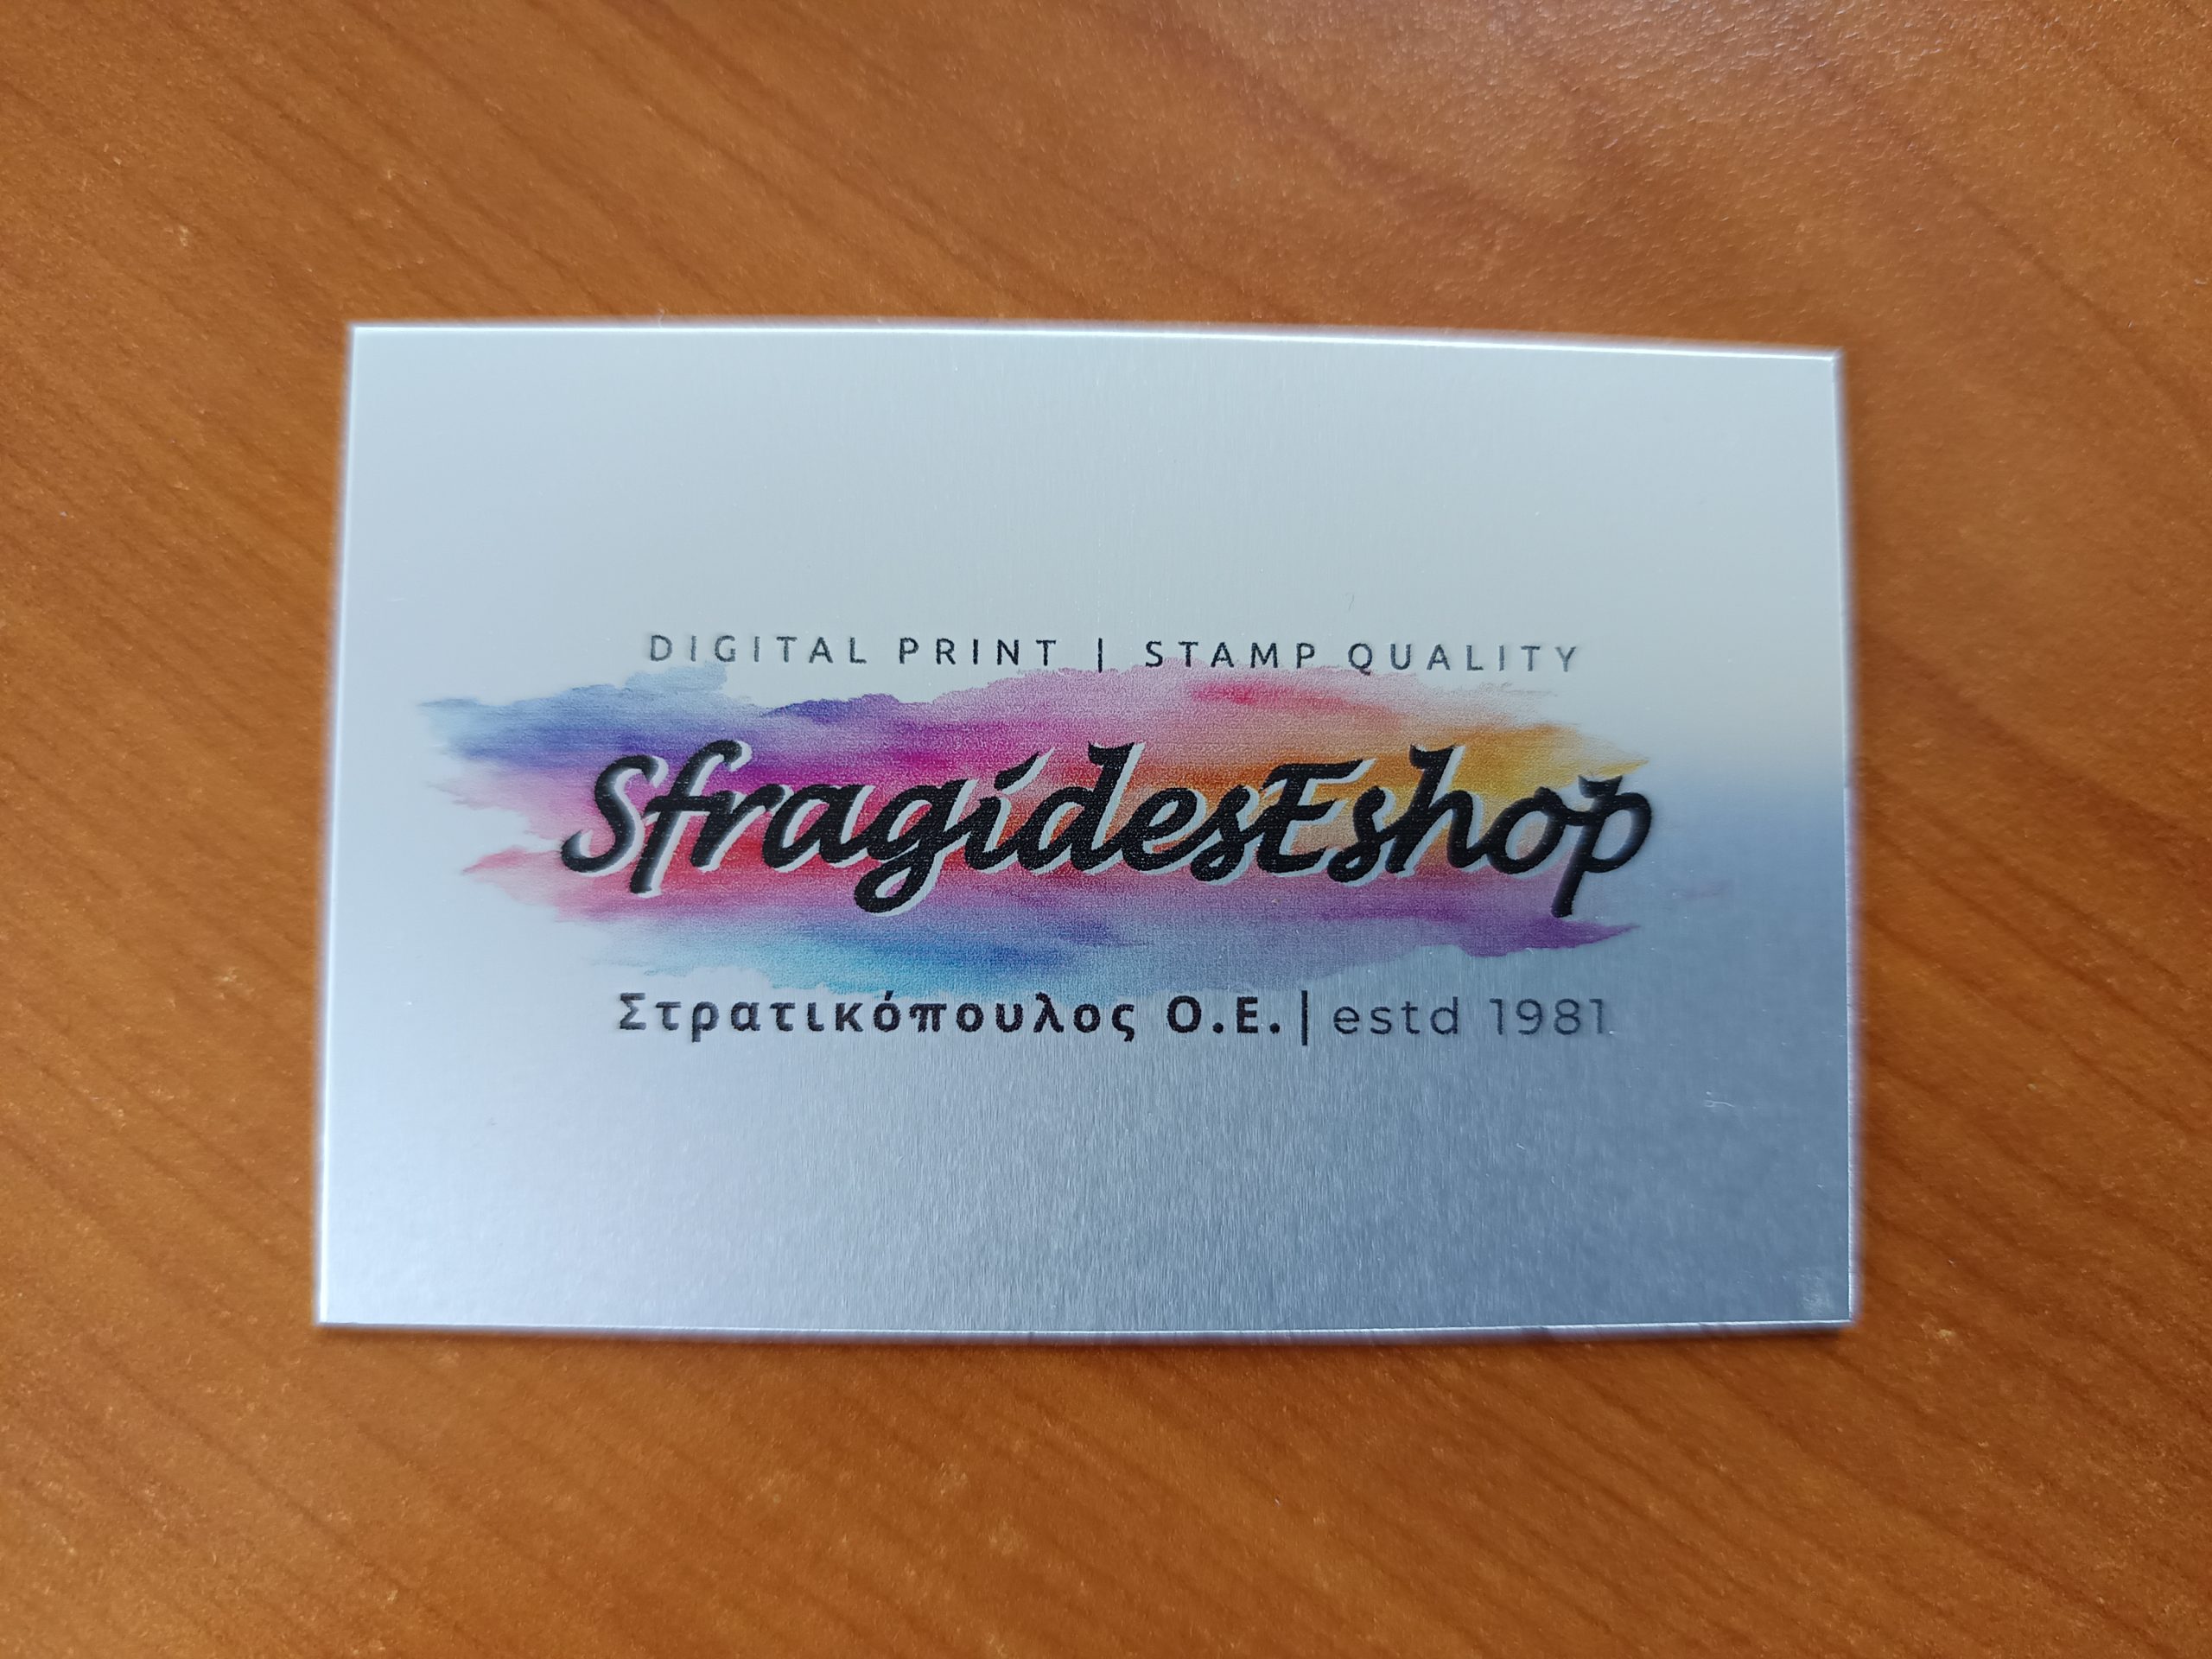 DIGITAL PRINT | STAMP QUALITY
SfragidesEshop
Στρατικόπουλος Ο.Ε. | estd 1981